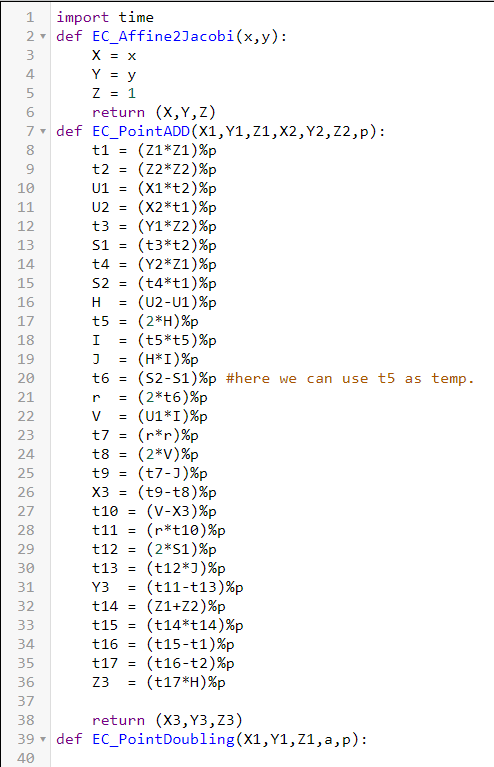 1 import time
2 def EC_Affine2Jacobi(x,y):
3     X = x
4     Y = y
5     Z = 1
6     return (X,Y,Z)
7 def EC_PointADD(X1,Y1,Z1,X2,Y2,Z2,p):
8     t1 = (Z1*Z1)%p
9     t2 = (Z2*Z2)%p
10     U1 = (X1*t2)%p
11     U2 = (X2*t1)%p
12     t3 = (Y1*Z2)%p
13     S1 = (t3*t2)%p
14     t4 = (Y2*Z1)%p
15     S2 = (t4*t1)%p
16     H  = (U2-U1)%p
17     t5 = (2*H)%p
18     I  = (t5*t5)%p
19     J  = (H*I)%p
20     t6 = (S2-S1)%p #here we can use t5 as temp.
21     r  = (2*t6)%p
22     V  = (U1*I)%p
23     t7 = (r*r)%p
24     t8 = (2*V)%p
25     t9 = (t7-J)%p
26     X3 = (t9-t8)%p
27     t10 = (V-X3)%p
28     t11 = (r*t10)%p
29     t12 = (2*S1)%p
30     t13 = (t12*J)%p
31     Y3  = (t11-t13)%p
32     t14 = (Z1+Z2)%p
33     t15 = (t14*t14)%p
34     t16 = (t15-t1)%p
35     t17 = (t16-t2)%p
36     Z3  = (t17*H)%p
37
38     return (X3,Y3,Z3)
39 def EC_PointDoubling(X1,Y1,Z1,a,p):
40